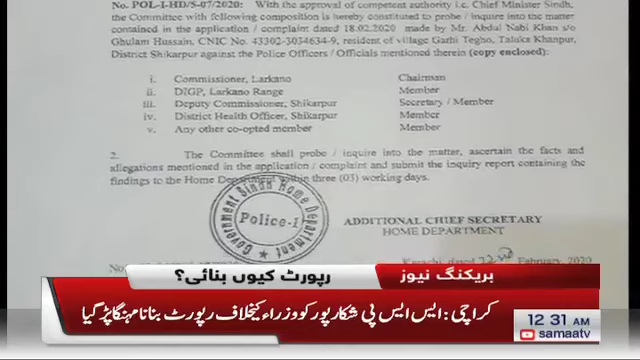 No. POL-I-HD/S-07/2020: With the approval of competent authority i.e. Chief Minister Sindh,
the Committee with following composition is hereby constituted to probe / inquire into the matter
contained in the application / complaint dated 18.02.2020 made by Mr. Abdul Nabi Khan s/o
Ghulam Hussain, CNIC No. 43302-3034634-9, resident of village Garhi Tegho, Taluka Khanpur,
District Shikarpur against the Police Officers / Officials mentioned therein (copy enclosed):
i. Commissioner, Larkano Chairman
ii. DIGP, Larkano Range Member
iii. Deputy Commissioner, Shikarpur Secretary / Member
iv. District Health Officer, Shikarpur Member
v. Any other co-opted member Member
2. The Committee shall probe / inquire into the matter, ascertain the facts and
allegations mentioned in the application / complaint and submit the inquiry report containing the
findings to the Home Department within three (03) working days.
Government Sindh Home Department
Police-1
ADDITIONAL CHIEF SECRETARY
HOME DEPARTMENT
Karachi, dated 22nd February, 2020
رپورٹ کیوں بنائی؟
بریکنگ نیوز
کراچی: ایس ایس پی شکارپور کو وزراء کیخلاف رپورٹ بنانا مہنگا پڑ گیا
12:31 AM
samaatv